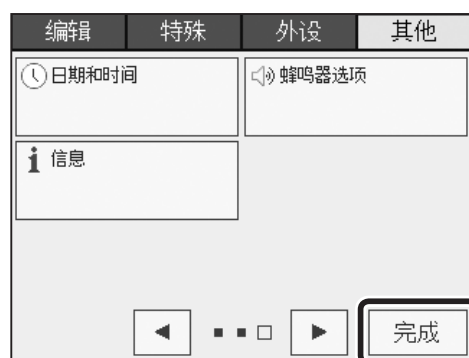 编辑 特殊 外设 其他
日期和时间 蜂鸣器选项
信息
完成